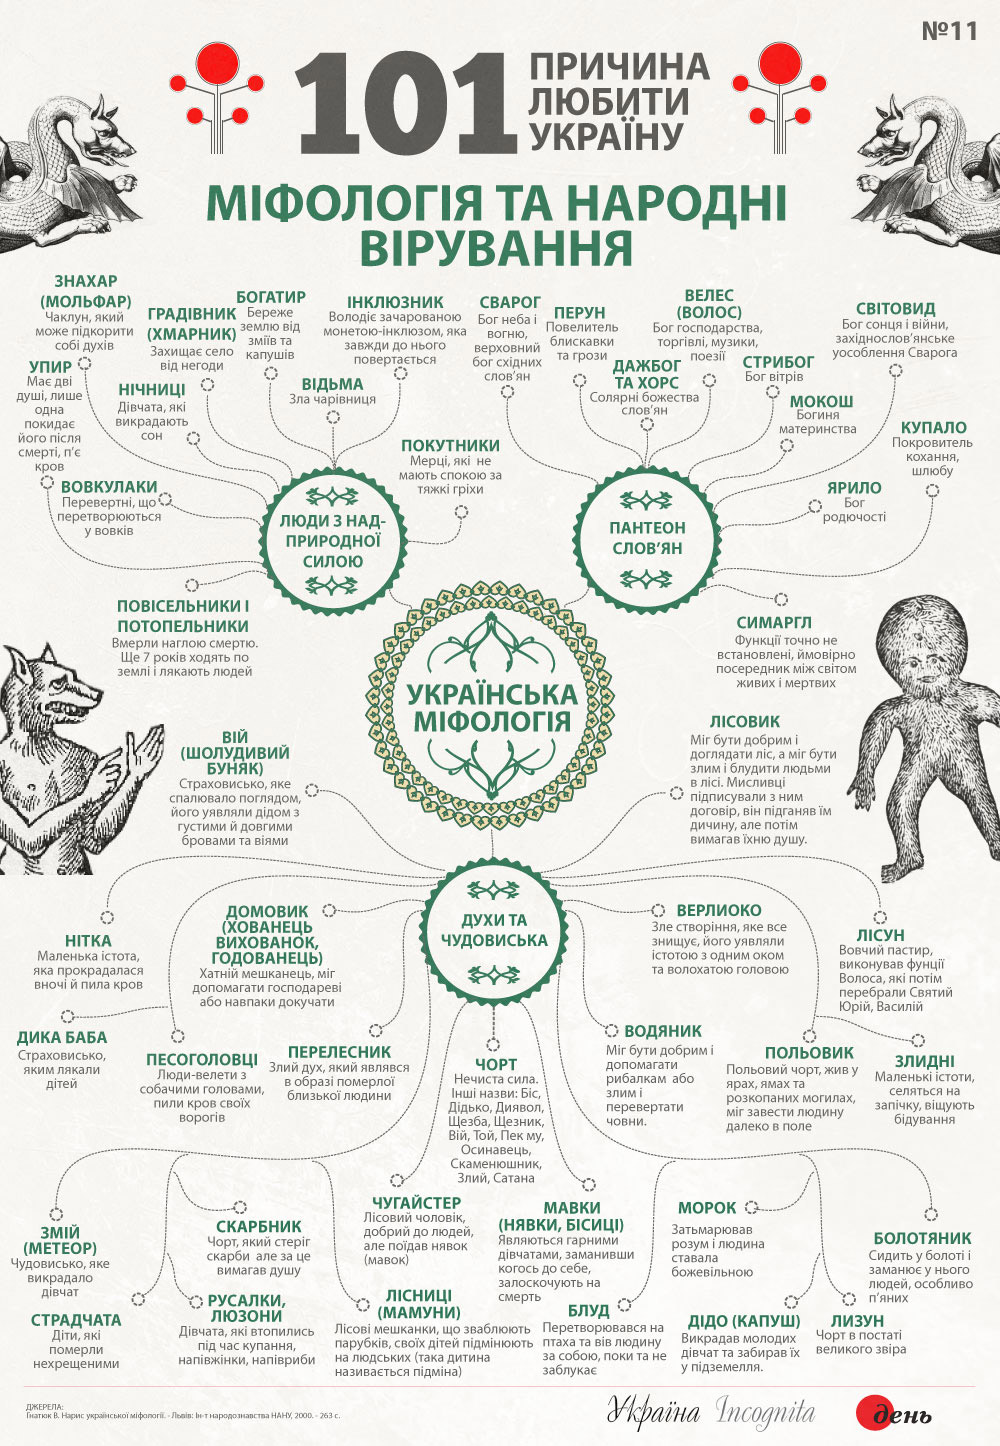 №11
101
ПРИЧИНА
ЛЮБИТИ
УКРАЇНУ
МІФОЛОГІЯ ТА НАРОДНІ
ВІРУВАННЯ
ЗНАХАР
(МОЛЬФАР)
Чаклун, який
може підкорити
собі духів
ГРАДІВНИК
(ХМАРНИК)
Захищає село
від негоди
БОГАТИР
Береже
землю від
зміїв та
капушів
ІНКЛЮЗНИК
Володіє зачарованою
монетою-інклюзом, яка
завжди до нього
повертається
СВАРОГ
Бог неба і
вогню,
верховний
бог східних
слов'ян
ПЕРУН
Повелитель
блискавки
та грози
ВЕЛЕС
(ВОЛОС)
Бог господарства,
торгівлі, музики,
поезії
СВІТОВИД
Бог сонця і війни,
західнослов'янське
уособлення Сварога
УПИР
Має дві
душі, лише
одна
покидає
його після
смерті, п'є
кров
НІЧНИЦІ
Дівчата, які
викрадають
сон
ВІДЬМА
Зла чарівниця
ДАЖБОГ
ТА ХОРС
Солярні божества
слов'ян
СТРИБОГ
Бог вітрів
МОКОШ
Богиня
материнства
КУПАЛО
Покровитель
кохання,
шлюбу
ПОКУТНИКИ
Мерці, які не
мають спокою за
тяжкі гріхи
ВОВКУЛАКИ
Перевертні, що
перетворюються
у вовків
ЯРИЛО
Бог
родючості
ЛЮДИ З НАД-
ПРИРОДНОЇ
СИЛОЮ
ПАНТЕОН
СЛОВ'ЯН
ПОВІСЕЛЬНИКИ І
ПОТОПЕЛЬНИКИ
Вмерли наглою смертю.
Ще 7 років ходять по
землі і лякають людей
СИМАРГЛ
Функції точно не
встановлені, ймовірно
посередник між світом
живих і мертвих
УКРАЇНСЬКА
МІФОЛОГІЯ
ВІЙ
(ШОЛУДИВИЙ
БУНЯК)
Страховисько, яке
спалювало поглядом,
його уявляли дідом з
густими й довгими
бровами та віями
ЛІСОВИК
Міг бути добрим і
доглядати ліс, а міг бути
злим і блудити людьми
в лісі. Мисливці
підписували з ним
договір, він підганяв їм
дичину, але потім
вимагав їхню душу.
ДУХИ ТА
ЧУДОВИСЬКА
НІТКА
Маленька істота,
яка прокрадалася
вночі й пила кров
ДОМОВИК
(ХОВАНЕЦЬ
ВИХОВАНОК,
ГОДОВАНЕЦЬ)
Хатній мешканець, міг
допомагати господареві
або навпаки докучати
ВЕРЛИОКО
Зле створіння, яке все
знищує, його уявляли
істотою з одним оком
та волохатою головою
ЛІСУН
Вовчий пастир,
виконував фунції
Волоса, які потім
перебрали Святий
Юрій, Василій
ДИКА БАБА
Страховисько,
яким лякали
дітей
ПЕСОГОЛОВЦІ
Люди-велети з
собачими головами,
пили кров своїх
ворогів
ПЕРЕЛЕСНИК
Злий дух, який являвся
в образі померлої
близької людини
ЧОРТ
Нечиста сила.
Інші назви: Біс,
Дідько, Диявол,
Щезба, Щезник,
Вій, Той, Пек му,
Осинавець,
Скаменюшник,
Злий, Сатана
ВОДЯНИК
Міг бути добрим і
допомагати
рибалкам або
злим і
перевертати
човни.
ПОЛЬОВИК
Польовий чорт, жив у
ярах, ямах та
розкопаних могилах,
міг завести людину
далеко в поле
ЗЛИДНІ
Маленькі істоти,
селяться на
запічку, віщують
бідування
ЗМІЙ
(МЕТЕОР)
Чудовисько, яке
викрадало
дівчат
СКАРБНИК
Чорт, який стеріг
скарби але за це
вимагав душу
ЧУГАЙСТЕР
Лісовий чоловік,
добрий до людей,
але поїдав нявок
(мавок)
МАВКИ
(НЯВКИ, БІСИЦІ)
Являються гарними
дівчатами, заманивши
когось до себе,
залоскочують на
смерть
МОРОК
Затьмарював
розум і людина
ставала
божевільною
БОЛОТЯНИК
Сидить у болоті і
заманює у нього
людей, особливо
п'яних
СТРАДЧАТА
Діти, які
померли
нехрещеними
РУСАЛКИ,
ЛЮЗОНИ
Дівчата, які втопились
під час купання,
напівжінки, напівриби
ЛІСНИЦІ
(МАМУНИ)
Лісові мешканки, що зваблюють
парубків, своїх дітей підмінюють
на людських (така дитина
називається підміна)
БЛУД
Перетворювався на
птаха та вів людину
за собою, поки та не
заблукає
ДІДО (КАПУШ)
Викрадав молодих
дівчат та забирав їх
у підземелля.
ЛИЗУН
Чорт в постаті
великого звіра
ДЖЕРЕЛА:
Гнатюк В. Нарис української міфології. - Львів: Ін-т народознавства НАНУ, 2000. - 263 с.
Україна Incognita
день